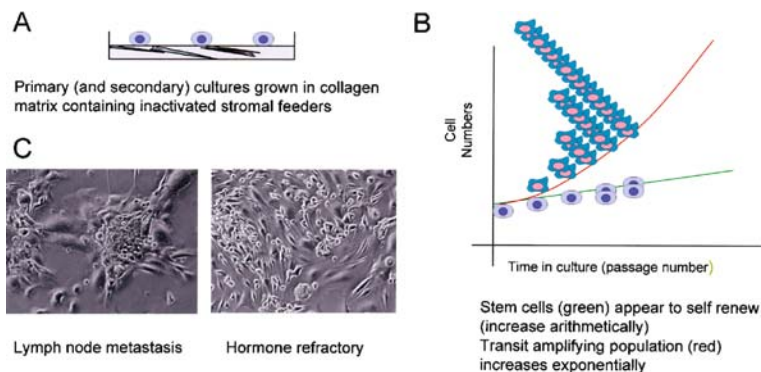 A
Primary (and secondary) cultures grown in collagen
matrix containing inactivated stromal feeders
C
Lymph node metastasis
Hormone refractory
B
Cell
Numbers
Time in culture (passage number)
Stem cells (green) appear to self renew
(increase arithmetically)
Transit amplifying population (red)
increases exponentially